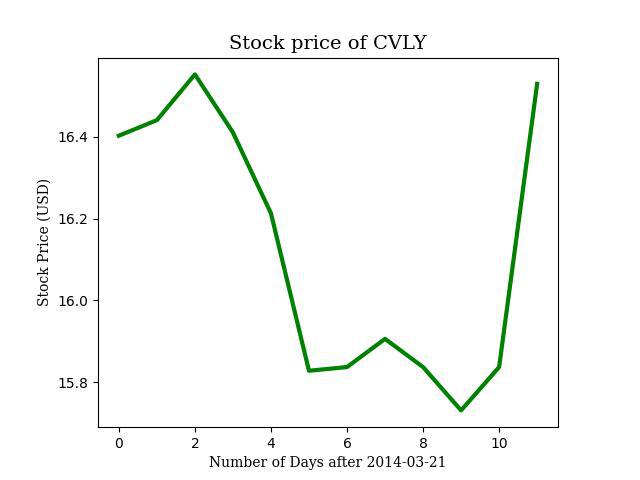 Stock price of CVLY
Stock Price (USD)
16.4
16.2
16.0
15.8
0 2 4 6 8 10
Number of Days after 2014-03-21